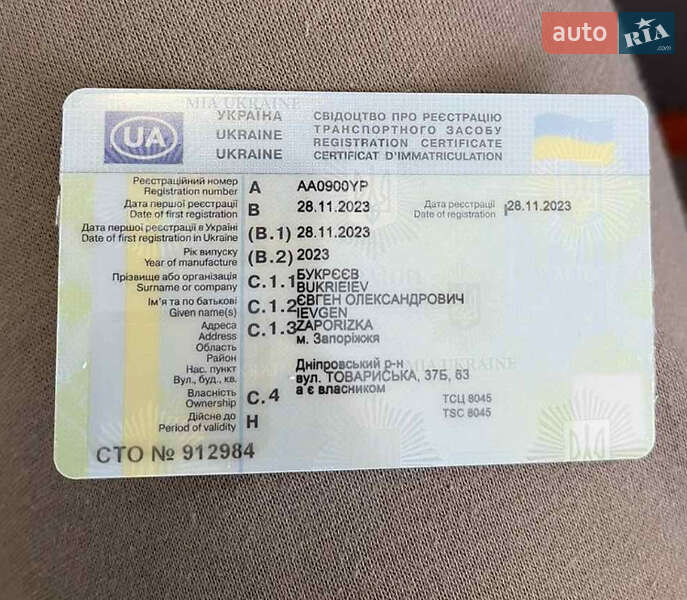 auto RIA.com
MIA UKRAINE
УКРАЇНА
UKRAINE
UKRAINE
UA
СВІДОЦТВО ПРО РЕЄСТРАЦІЮ
ТРАНСПОРТНОГО ЗАСОБУ
REGISTRATION CERTIFICATE
CERTIFICAT D'IMMATRICULATION
Реєстраційний номер
Registration number
A
AA0900YP
Дата першої реєстрації
Date of first registration
B
28.11.2023
Дата реєстрації
Date of registration
I
28.11.2023
Дата першої реєстрації в Україні
Date of first registration in Ukraine
(B.1)
28.11.2023
Рік випуску
Year of manufacture
(B.2)
2023
Прізвище або організація
Surname or company
C.1.1
БУКРЄЄВ
BUKRIEIEV
Ім'я та по батькові
Given name(s)
C.1.2
ЄВГЕН ОЛЕКСАНДРОВИЧ
IEVGEN
Адреса
Address
Область
Район
Нас. пункт
Вул., буд., кв.
C.1.3
ZAPORIZKA
м. Запоріжжя
Дніпровський р-н
вул. ТОВАРИСЬКА, 37Б, 63
MIA UKRAINE
Власність
Ownership
C.4
а є власником
ТСЦ 8045
TSC 8045
Дійсне до
Period of validity
H
СТО № 912984